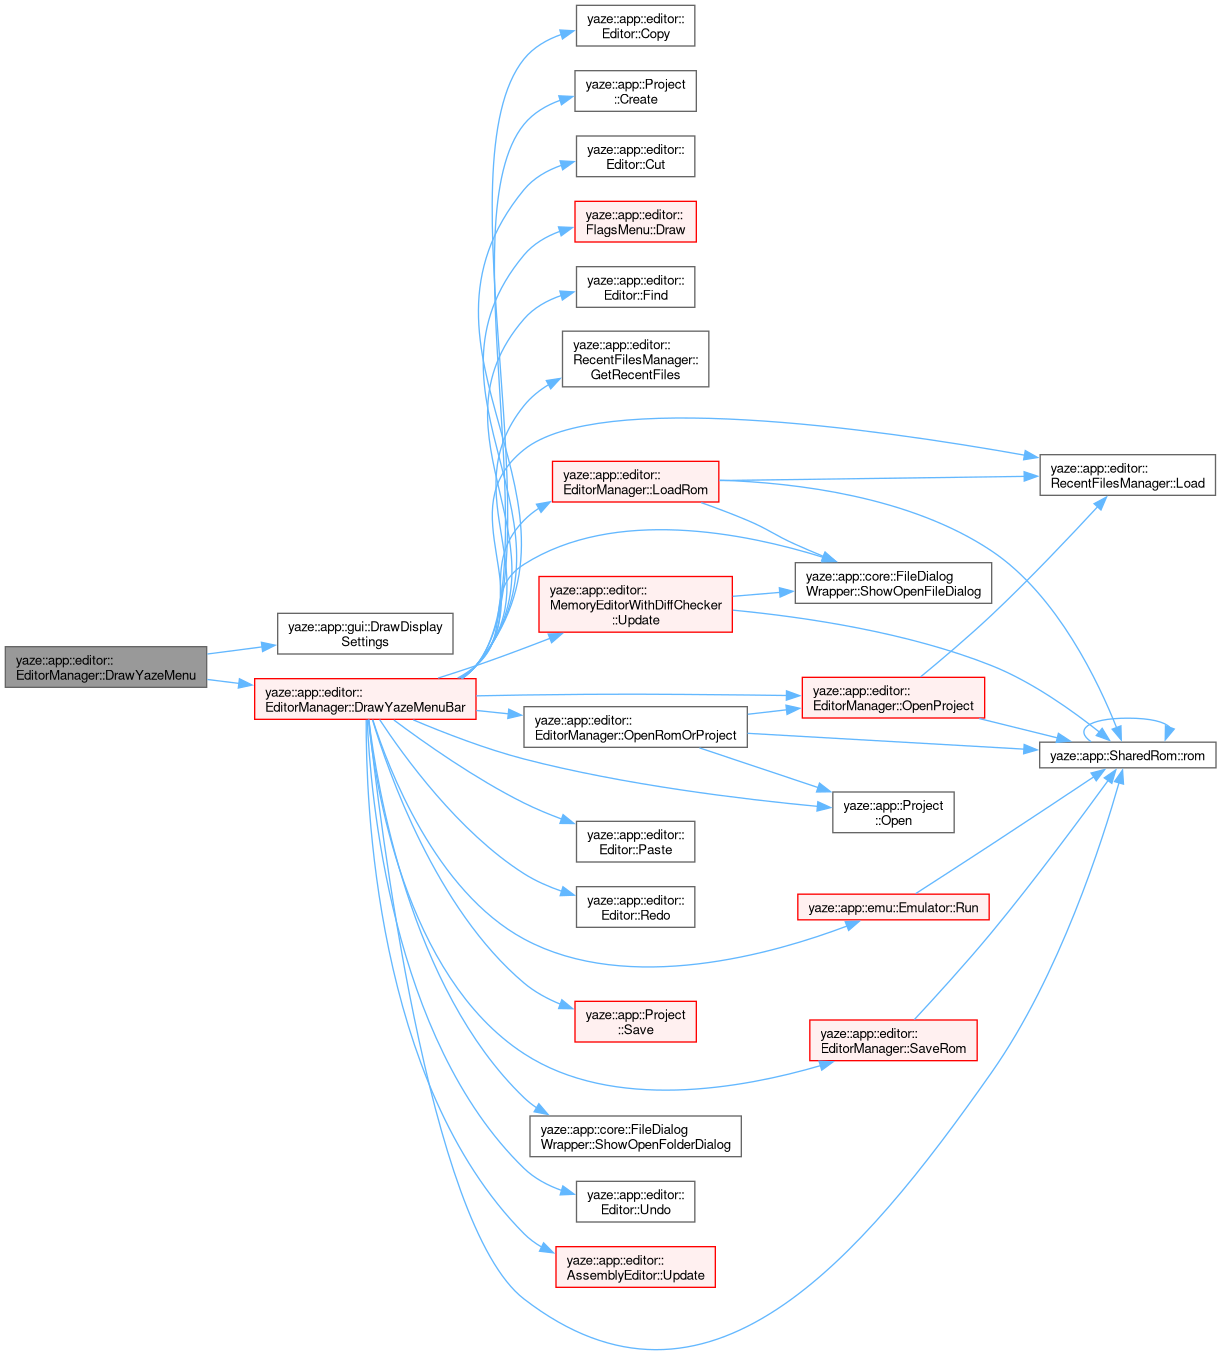 yaze::app::editor::
Editor::Copy
yaze::app::Project
::Create
yaze::app::editor::
Editor::Cut
yaze::app::editor::
FlagsMenu::Draw
yaze::app::editor::
Editor::Find
yaze::app::editor::
RecentFilesManager::
GetRecentFiles
yaze::app::editor::
EditorManager::LoadRom
yaze::app::editor::
RecentFilesManager::Load
yaze::app::core::FileDialog
Wrapper::ShowOpenFileDialog
yaze::app::editor::
MemoryEditorWithDiffChecker
::Update
yaze::app::gui::DrawDisplay
Settings
yaze::app::editor::
EditorManager::DrawYazeMenu
yaze::app::editor::
EditorManager::DrawYazeMenuBar
yaze::app::editor::
EditorManager::OpenProject
yaze::app::editor::
EditorManager::OpenRomOrProject
yaze::app::SharedRom::rom
yaze::app::Project
::Open
yaze::app::editor::
Editor::Paste
yaze::app::editor::
Editor::Redo
yaze::app::emu::Emulator::Run
yaze::app::Project
::Save
yaze::app::editor::
EditorManager::SaveRom
yaze::app::core::FileDialog
Wrapper::ShowOpenFolderDialog
yaze::app::editor::
Editor::Undo
yaze::app::editor::
AssemblyEditor::Update